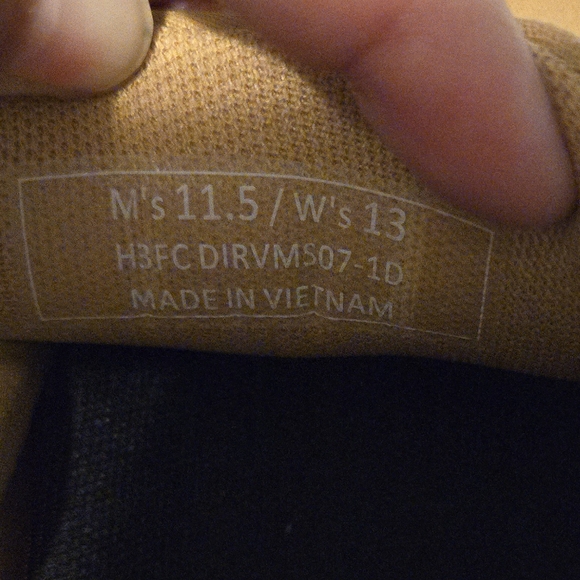 M's 11.5 / W's 13
H3FC DIRVMS07-1D
MADE IN VIETNAM